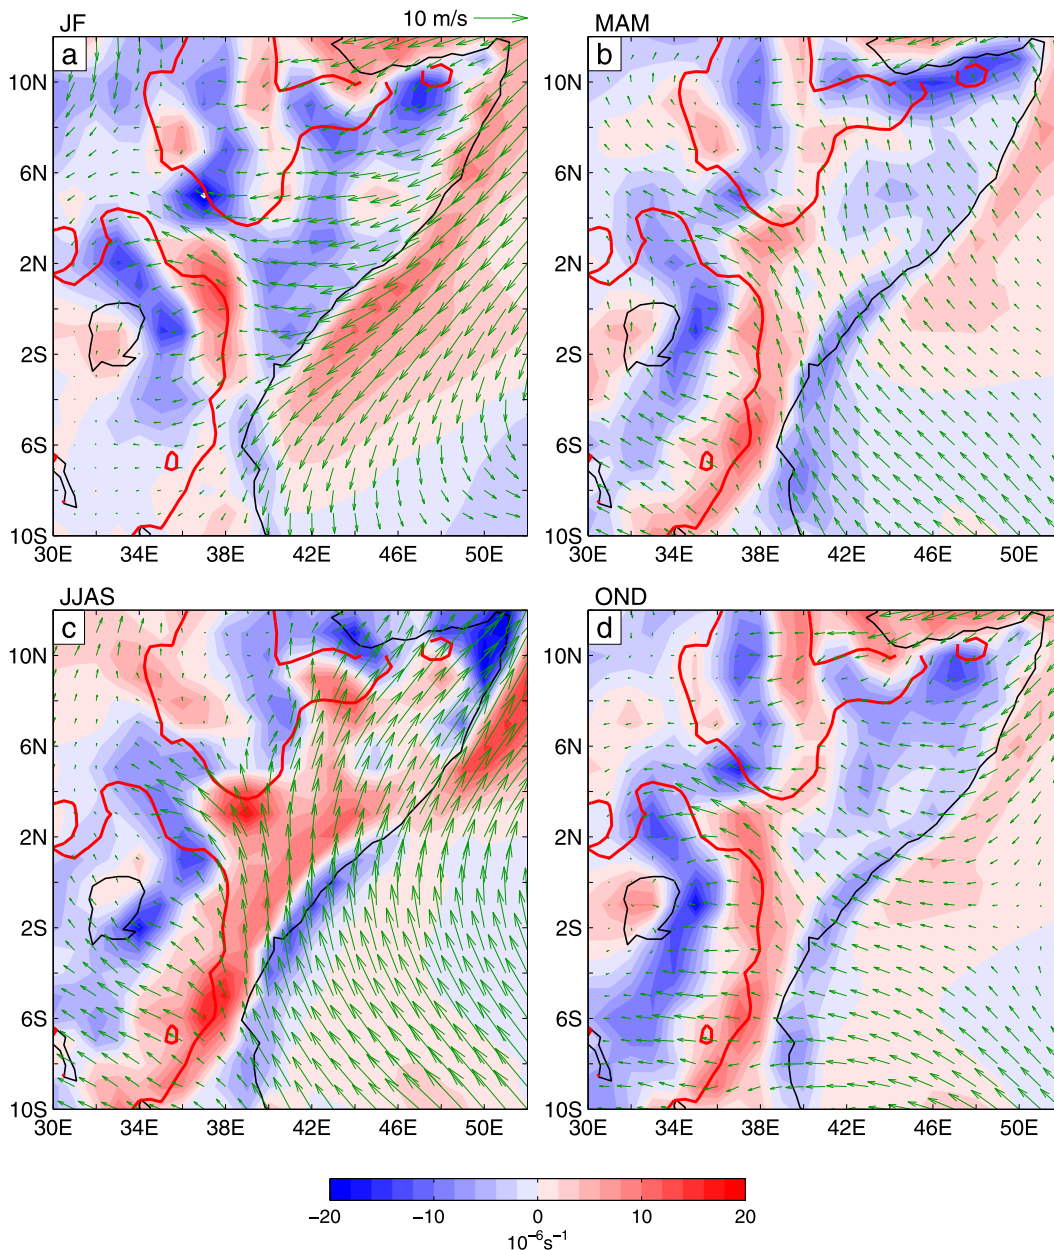 JF 10 m/s MAM
a b
10N 10N
6N 6N
2N 2N
2S 2S
6S 6S
10S 10S
30E 34E 38E 42E 46E 50E 30E 34E 38E 42E 46E 50E
JJAS OND
c d
10N 10N
6N 6N
2N 2N
2S 2S
6S 6S
10S 10S
30E 34E 38E 42E 46E 50E 30E 34E 38E 42E 46E 50E
−20 −10 0 10 20
10⁻⁶s⁻¹